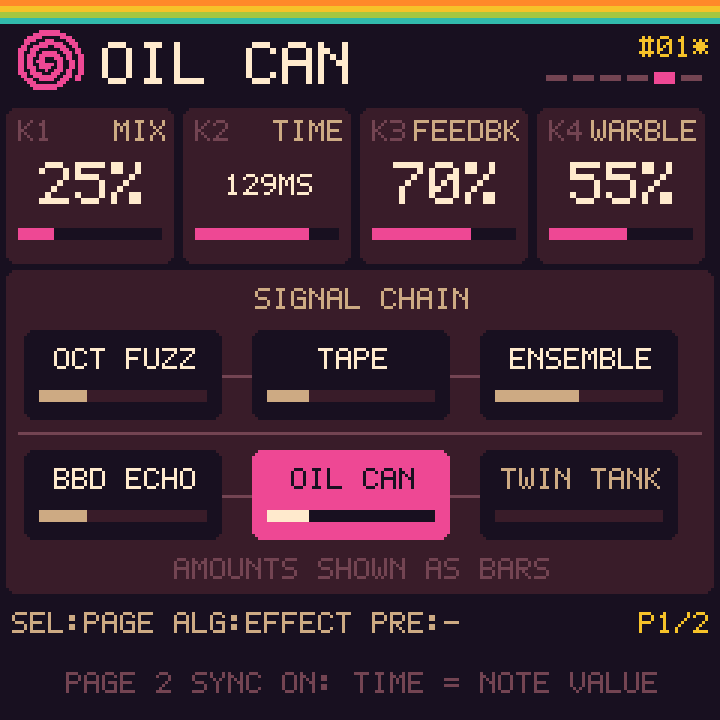 OIL CAN #01*
K1 MIX K2 TIME K3 FEEDBK K4 WARBLE
25% 129MS 70% 55%
SIGNAL CHAIN
OCT FUZZ TAPE ENSEMBLE
BBD ECHO OIL CAN TWIN TANK
AMOUNTS SHOWN AS BARS
SEL:PAGE ALG:EFFECT PRE:- P1/2
PAGE 2 SYNC ON: TIME = NOTE VALUE